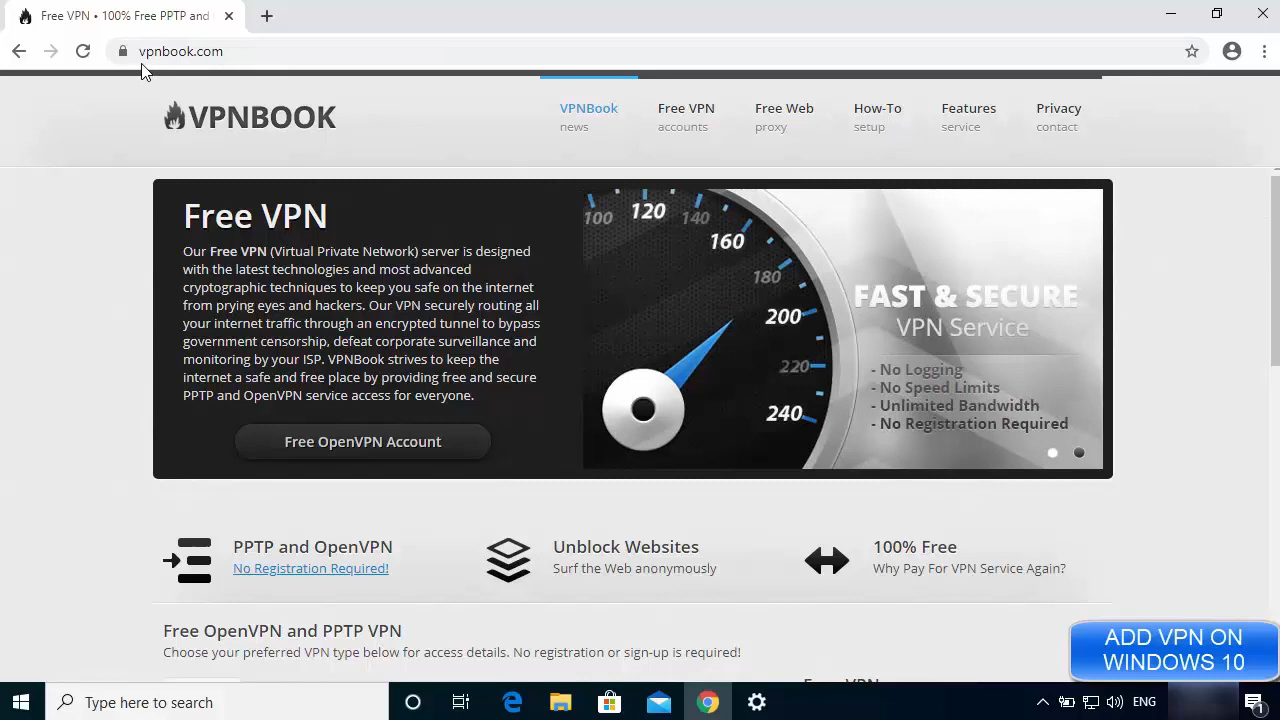 Free VPN • 100% Free PPTP and
vpnbook.com
VPNBOOK
VPNBook
news
Free VPN
accounts
Free Web
proxy
How-To
setup
Features
service
Privacy
contact
Free VPN
Our Free VPN (Virtual Private Network) server is designed
with the latest technologies and most advanced
cryptographic techniques to keep you safe on the internet
from prying eyes and hackers. Our VPN securely routing all
your internet traffic through an encrypted tunnel to bypass
government censorship, defeat corporate surveillance and
monitoring by your ISP. VPNBook strives to keep the
internet a safe and free place by providing free and secure
PPTP and OpenVPN service access for everyone.
Free OpenVPN Account
100
120
140
160
180
200
220
240
FAST & SECURE
VPN Service
- No Logging
- No Speed Limits
- Unlimited Bandwidth
- No Registration Required
PPTP and OpenVPN
No Registration Required!
Unblock Websites
Surf the Web anonymously
100% Free
Why Pay For VPN Service Again?
Free OpenVPN and PPTP VPN
Choose your preferred VPN type below for access details. No registration or sign-up is required!
Free VPN
ADD VPN ON
WINDOWS 10
Type here to search
ENG
1